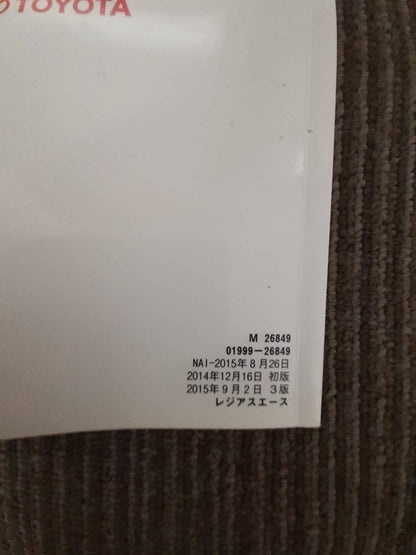 TOYOTA
M 26849
01999-26849
NAI-2015年8月26日
2014年12月16日 初版
2015年9月2日 3版
レジアスエース